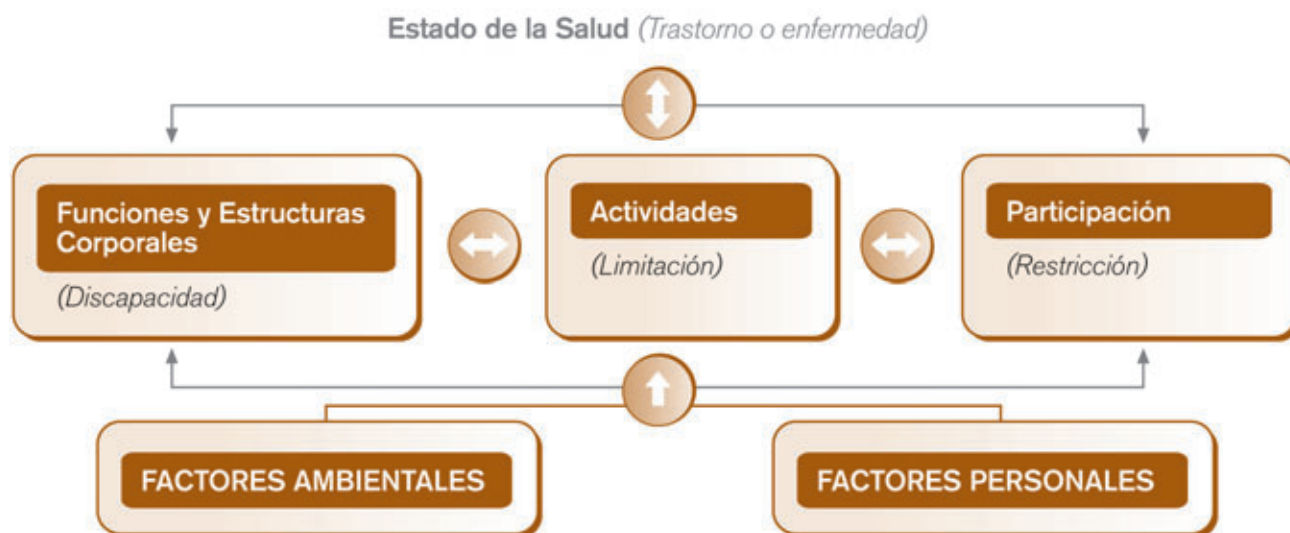 Estado de la Salud (Trastorno o enfermedad)
Funciones y Estructuras
Corporales
(Discapacidad)
Actividades
(Limitación)
Participación
(Restricción)
FACTORES AMBIENTALES
FACTORES PERSONALES